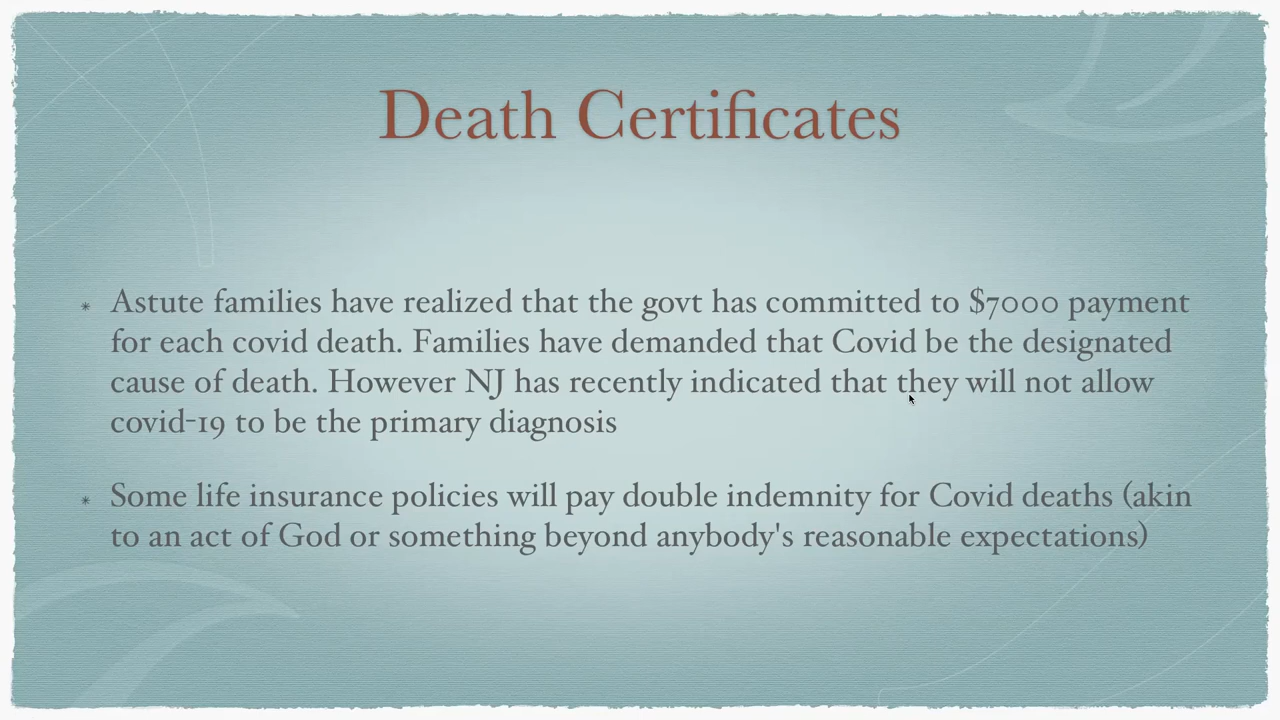 Death Certificates
* Astute families have realized that the govt has committed to $7000 payment
for each covid death. Families have demanded that Covid be the designated
cause of death. However NJ has recently indicated that they will not allow
covid-19 to be the primary diagnosis
* Some life insurance policies will pay double indemnity for Covid deaths (akin
to an act of God or something beyond anybody's reasonable expectations)